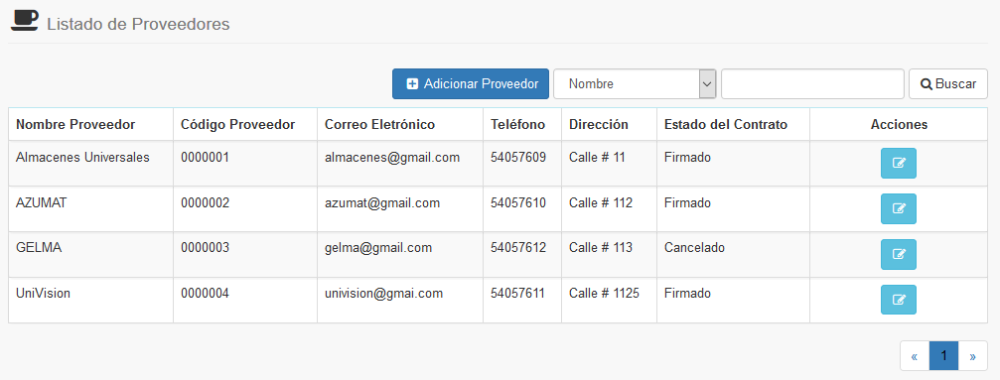 Listado de Proveedores
Adicionar Proveedor Nombre Buscar
Nombre Proveedor Código Proveedor Correo Eletrónico Teléfono Dirección Estado del Contrato Acciones
Almacenes Universales 0000001 almacenes@gmail.com 54057609 Calle # 11 Firmado
AZUMAT 0000002 azumat@gmail.com 54057610 Calle # 112 Firmado
GELMA 0000003 gelma@gmail.com 54057612 Calle # 113 Cancelado
UniVision 0000004 univision@gmai.com 54057611 Calle # 1125 Firmado
« 1 »